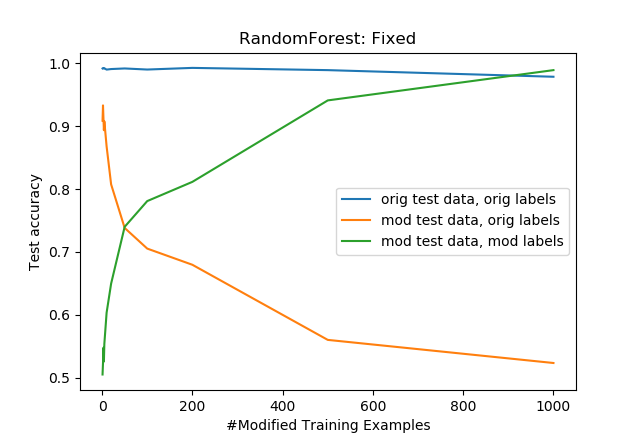 RandomForest: Fixed
1.0
0.9
0.8
0.7
0.6
0.5
Test accuracy
orig test data, orig labels
mod test data, orig labels
mod test data, mod labels
0 200 400 600 800 1000
#Modified Training Examples